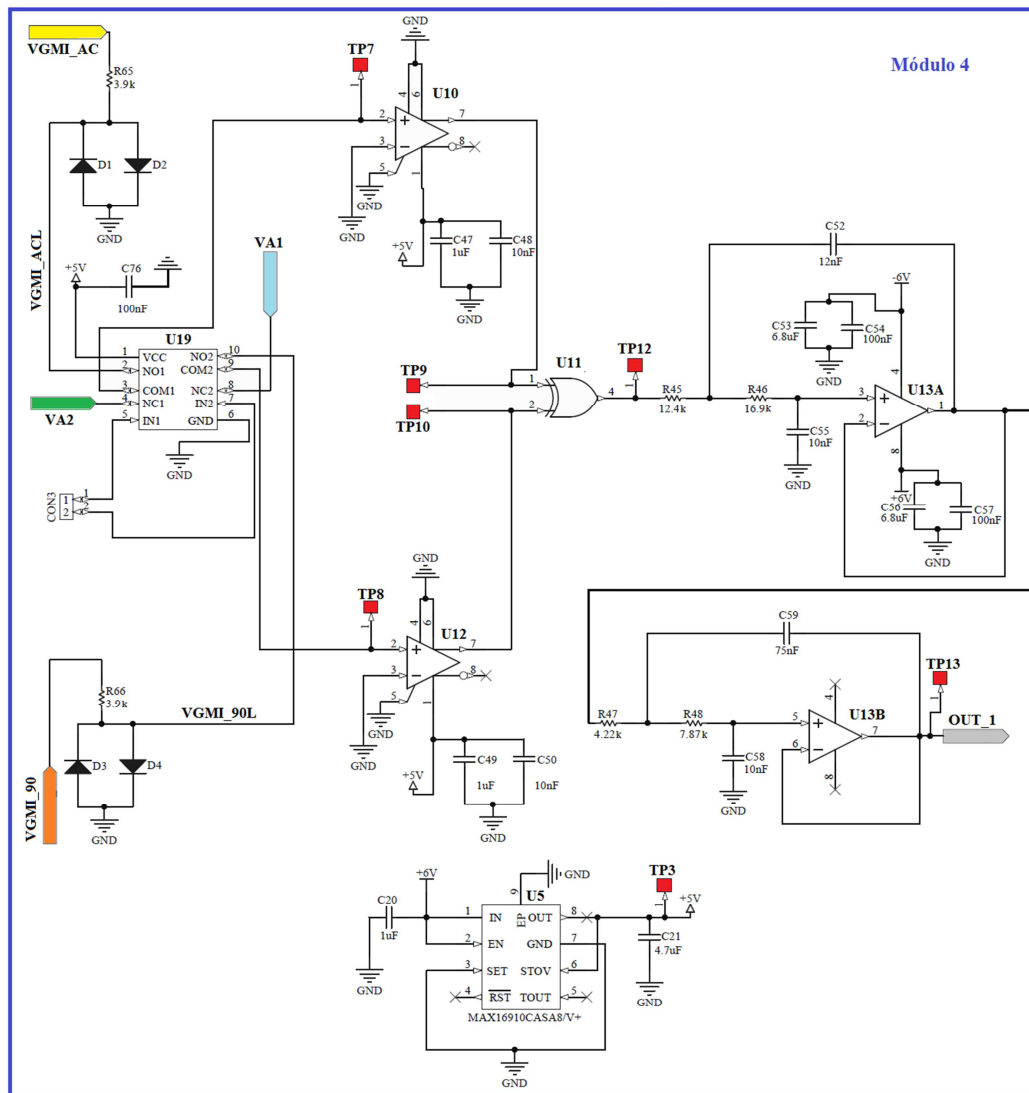 Módulo 4
VGMI_AC
R65
3.9k
D1
D2
GND
VGMI_ACL
+5V
C76
100nF
VA1
U19
1 VCC NO2 10
2 NO1 COM2 9
3 COM1 NC2 8
4 NC1 IN2 7
5 IN1 GND 6
VA2
GND
CON3
1 1
2 2
GND
TP7
1
U10
4 6
2 + 7
3 - 8
5
1
GND
GND
+5V
C47
1uF
C48
10nF
GND
TP9
TP10
U11
1
2
4
TP12
1
R45
12.4k
R46
16.9k
C52
12nF
-6V
C53
6.8uF
C54
100nF
GND
C55
10nF
GND
U13A
4
3 + 1
2 -
8
+6V
C56
6.8uF
C57
100nF
GND
GND
TP8
1
U12
4 6
2 + 7
3 - 8
5
1
GND
GND
+5V
C49
1uF
C50
10nF
GND
R66
3.9k
VGMI_90L
D3
D4
GND
VGMI_90
C59
75nF
R47
4.22k
R48
7.87k
C58
10nF
GND
U13B
4
5 + 7
6 -
8
TP13
1
OUT_1
+6V
C20
1uF
GND
9
GND
U5
EP
1 IN OUT 8
2 EN GND 7
3 SET STOV 6
4 RST TOUT 5
MAX16910CASA8/V+
GND
TP3
1
+5V
C21
4.7uF
GND